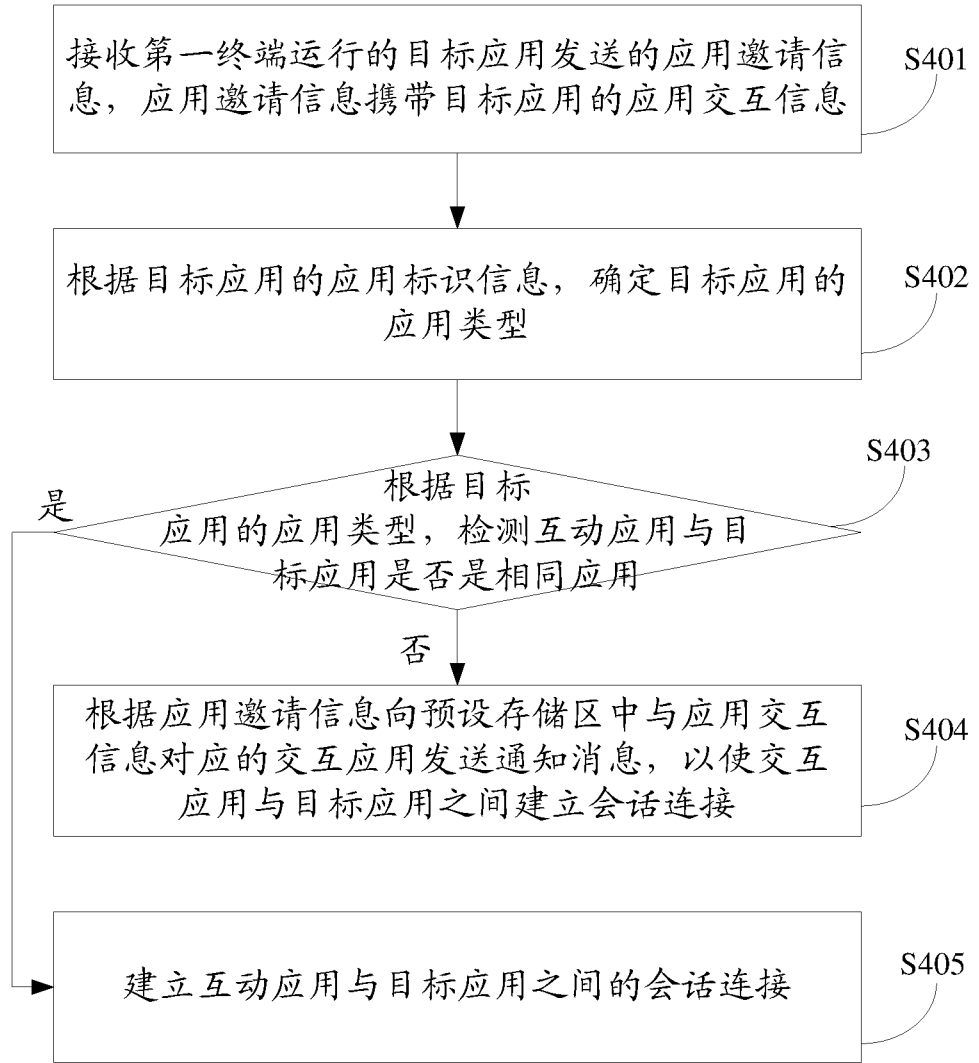 接收第一终端运行的目标应用发送的应用邀请信
息，应用邀请信息携带目标应用的应用交互信息
S401
根据目标应用的应用标识信息，确定目标应用的
应用类型
S402
S403
根据目标
应用的应用类型，检测互动应用与目
标应用是否是相同应用
是
否
根据应用邀请信息向预设存储区中与应用交互
信息对应的交互应用发送通知消息，以使交互
应用与目标应用之间建立会话连接
S404
建立互动应用与目标应用之间的会话连接
S405